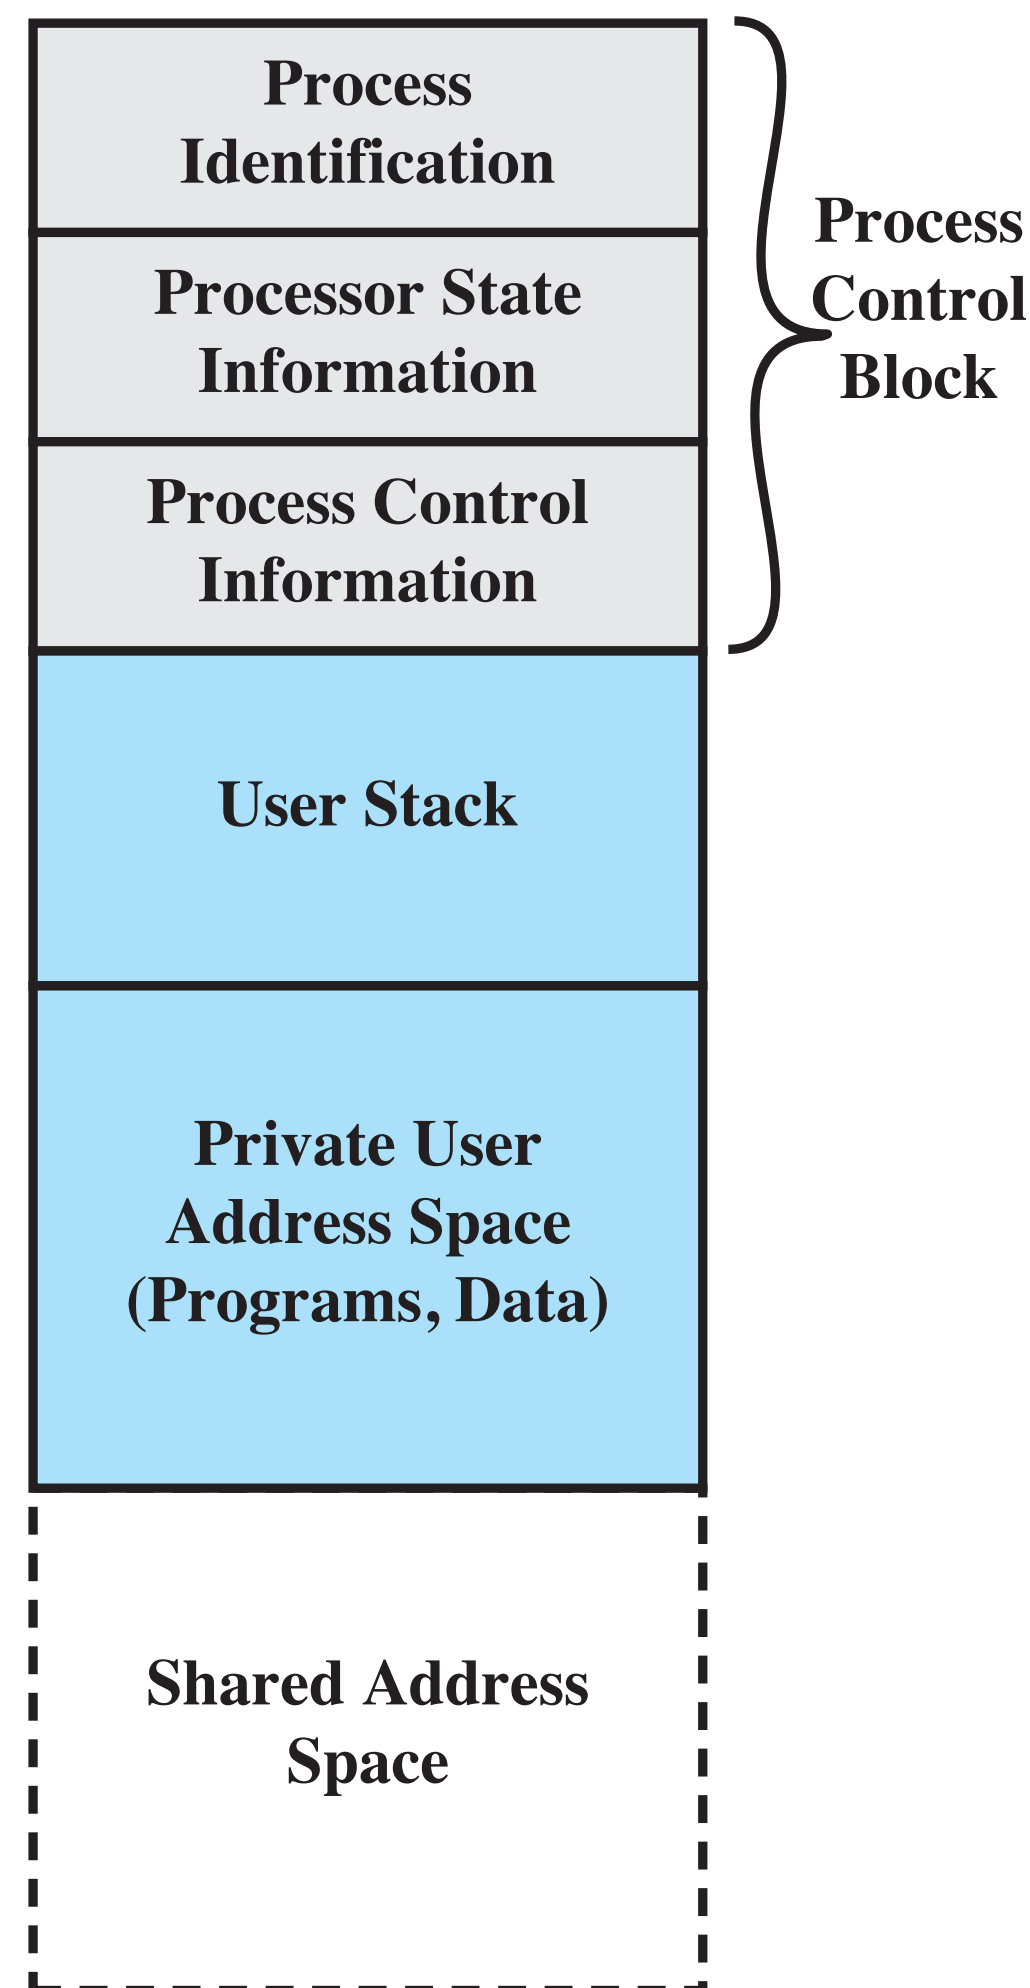 Process
Identification
Processor State
Information
Process Control
Information
Process
Control
Block
User Stack
Private User
Address Space
(Programs, Data)
Shared Address
Space